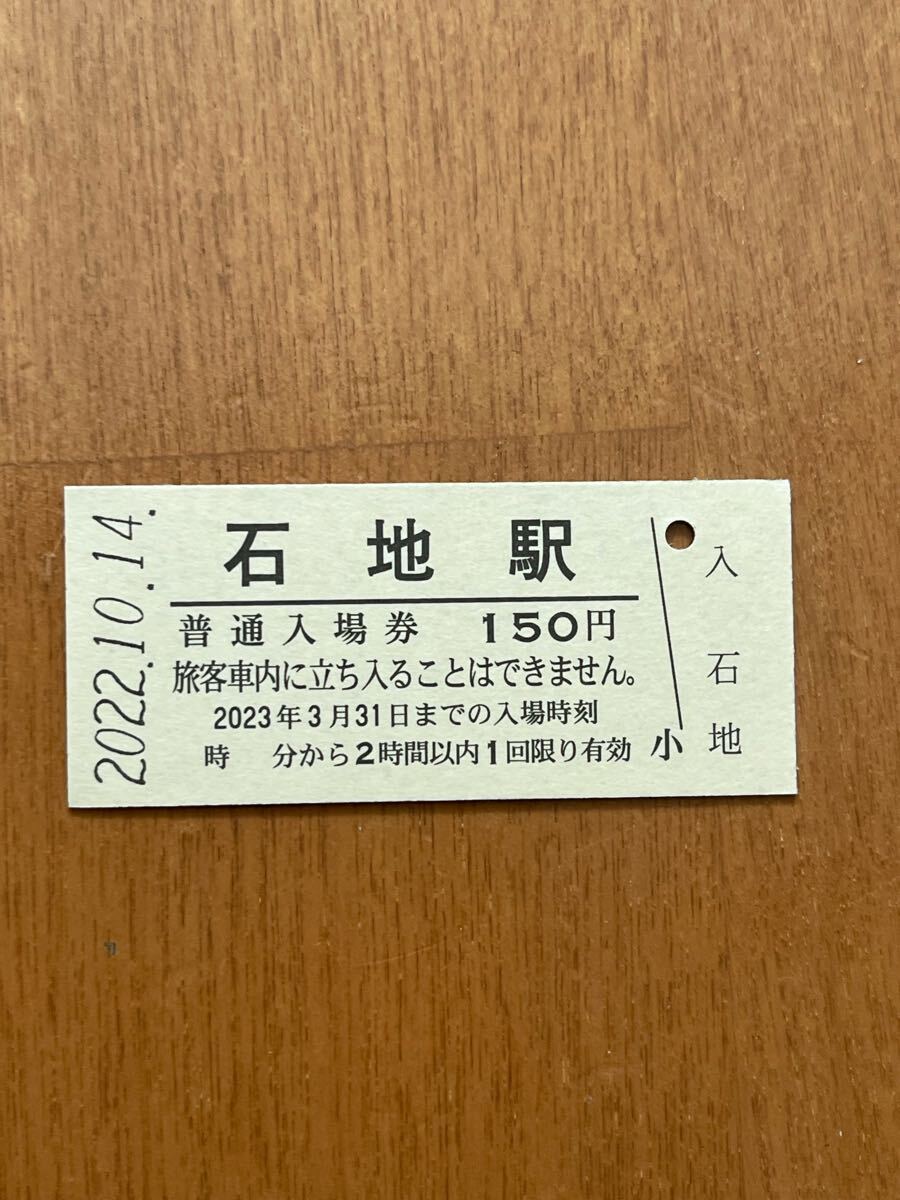 2022.10.14.
石地駅
普通入場券 150円
旅客車内に立ち入ることはできません。
2023年3月31日までの入場時刻
時 分から2時間以内1回限り有効
小
入
石
地